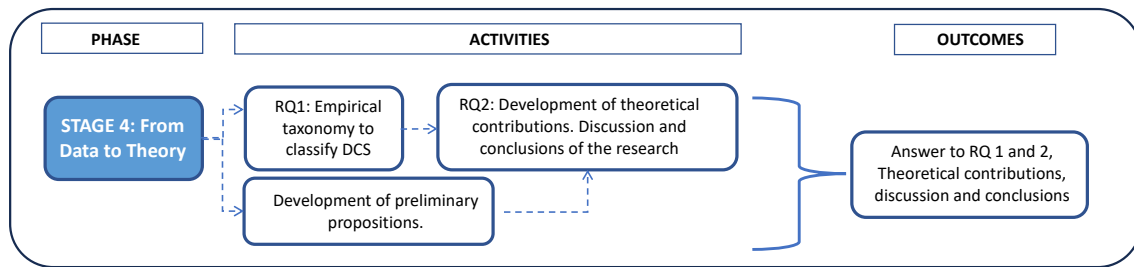 PHASE
ACTIVITIES
OUTCOMES
STAGE 4: From
Data to Theory
RQ1: Empirical
taxonomy to
classify DCS
RQ2: Development of theoretical
contributions. Discussion and
conclusions of the research
Development of preliminary
propositions.
Answer to RQ 1 and 2,
Theoretical contributions,
discussion and conclusions